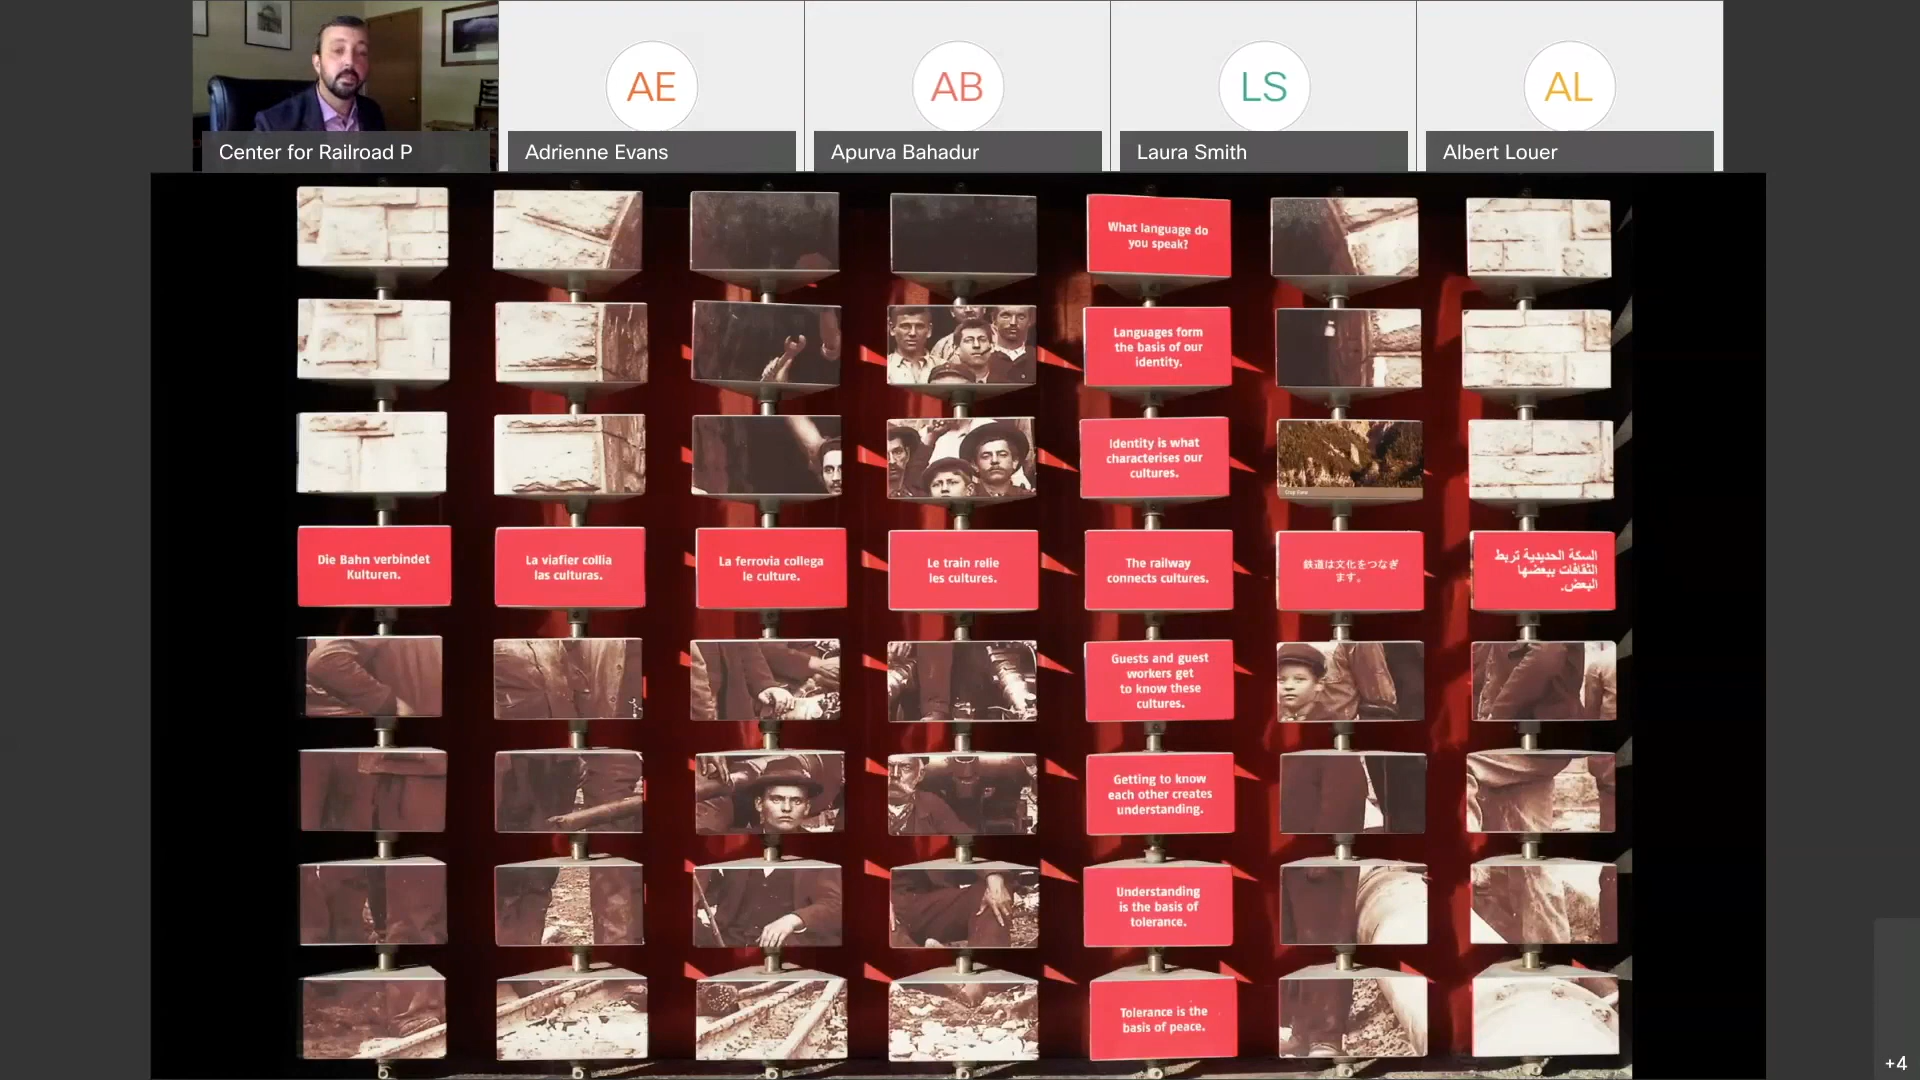 Center for Railroad P
AE
Adrienne Evans
AB
Apurva Bahadur
LS
Laura Smith
AL
Albert Louer
What language do
you speak?
Languages form
the basis of our
identity.
Identity is what
characterises our
cultures.
Die Bahn verbindet
Kulturen.
La viafier collia
las culturas.
La ferrovia collega
le culture.
Le train relie
les cultures.
The railway
connects cultures.
鉄道は文化をつなぎ
ます。
السكة الحديدية تربط
الثقافات ببعضها
البعض.
Guests and guest
workers get
to know these
cultures.
Getting to know
each other creates
understanding.
Understanding
is the basis of
tolerance.
Tolerance is the
basis of peace.
+4